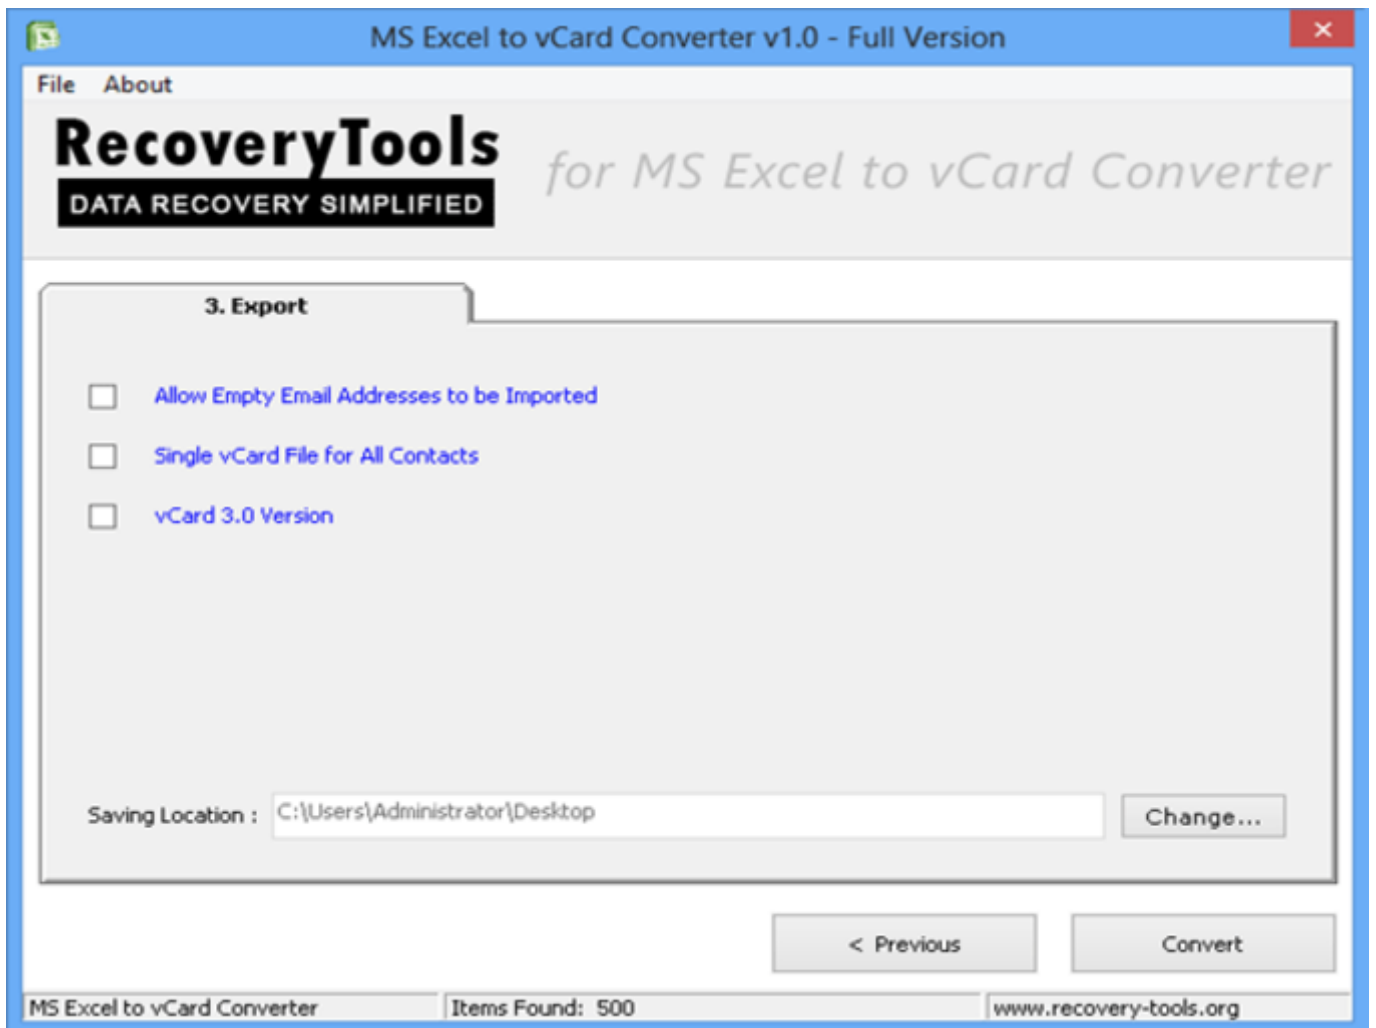 MS Excel to vCard Converter v1.0 - Full Version
File About
RecoveryTools
DATA RECOVERY SIMPLIFIED
for MS Excel to vCard Converter
3. Export
Allow Empty Email Addresses to be Imported
Single vCard File for All Contacts
vCard 3.0 Version
Saving Location : C:\Users\Administrator\Desktop Change...
< Previous Convert
MS Excel to vCard Converter Items Found: 500 www.recovery-tools.org